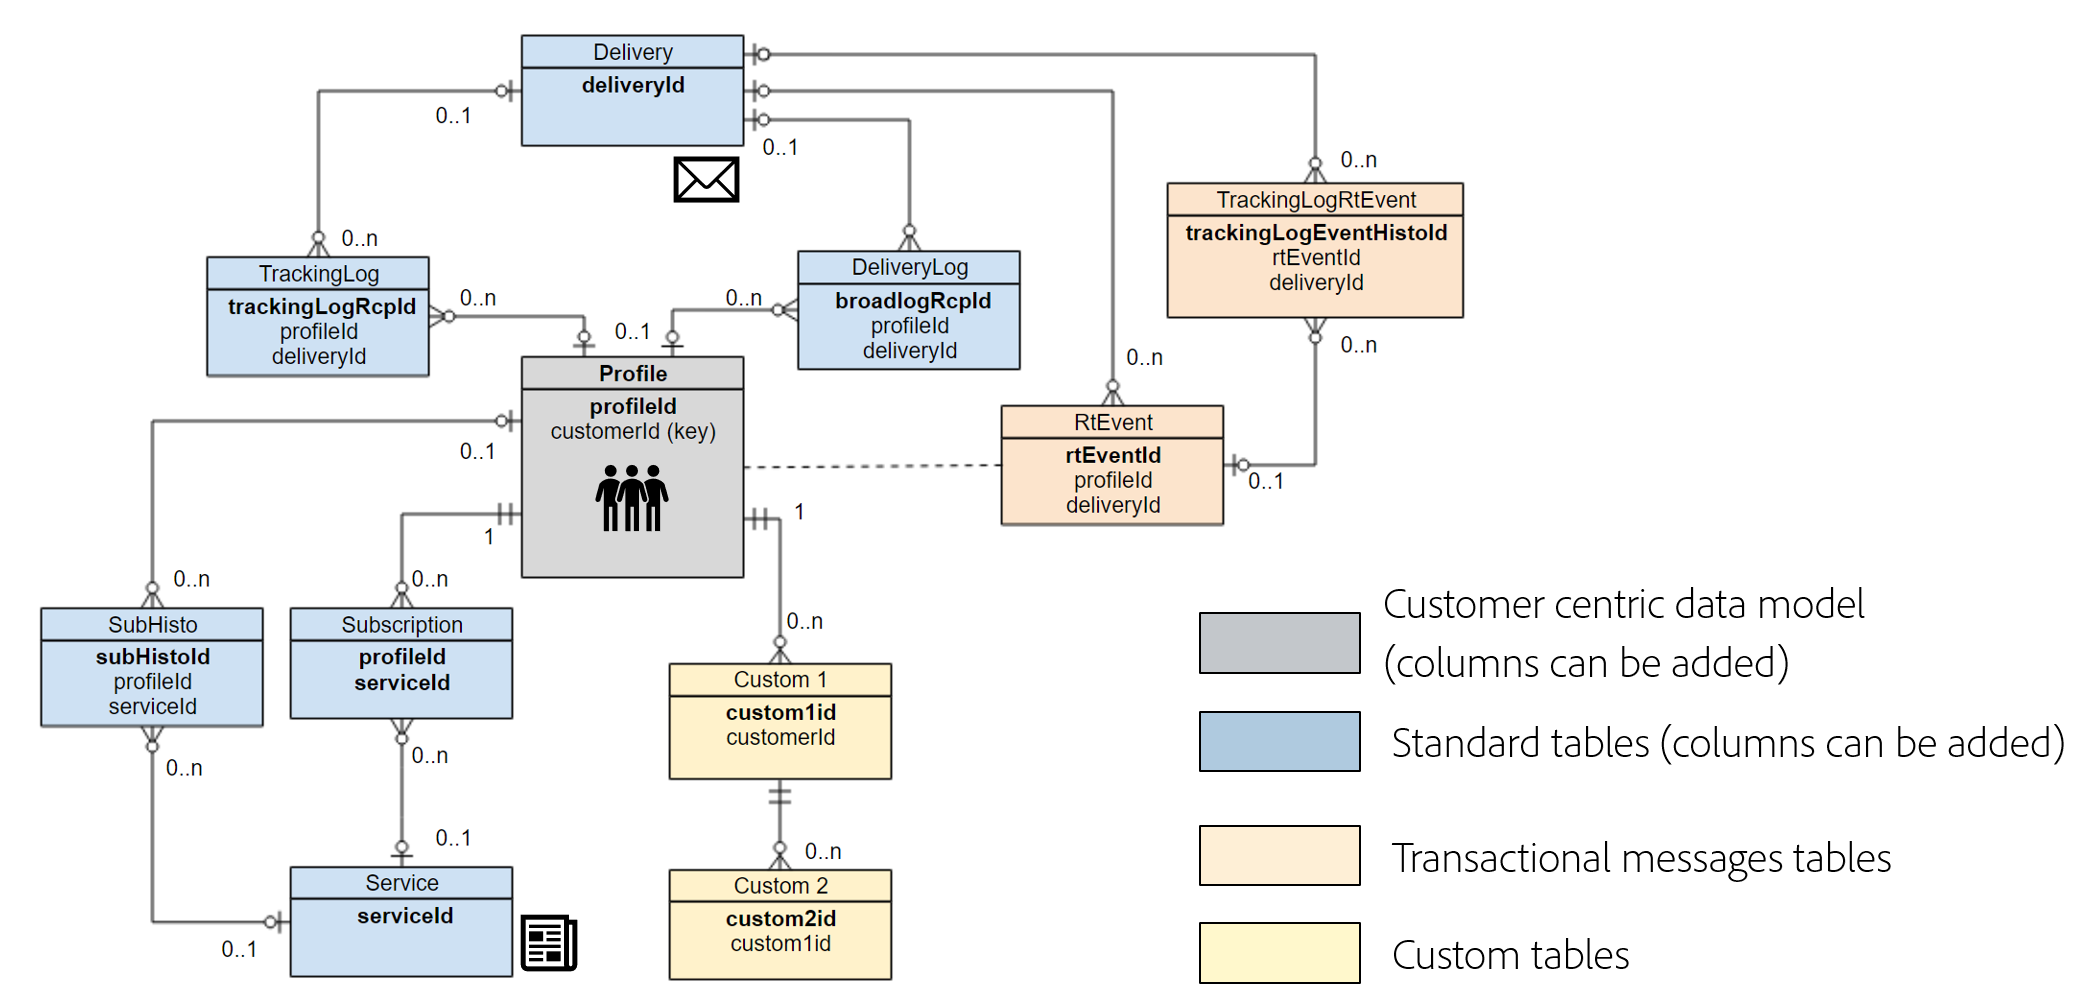 Delivery
deliveryId
0..1
0..1
0..n
TrackingLog
trackingLogRcpId
profileId
deliveryId
0..n
0..1
0..n
DeliveryLog
broadlogRcpId
profileId
deliveryId
0..n
TrackingLogRtEvent
trackingLogEventHistoId
rtEventId
deliveryId
0..n
0..n
RtEvent
rtEventId
profileId
deliveryId
0..1
Profile
profileId
customerId (key)
0..1
1
1
0..n
SubHisto
subHistoId
profileId
serviceId
0..n
0..n
Subscription
profileId
serviceId
0..n
0..1
Service
serviceId
0..1
0..n
Custom 1
custom1id
customerId
0..n
Custom 2
custom2id
custom1id
Customer centric data model
(columns can be added)
Standard tables (columns can be added)
Transactional messages tables
Custom tables